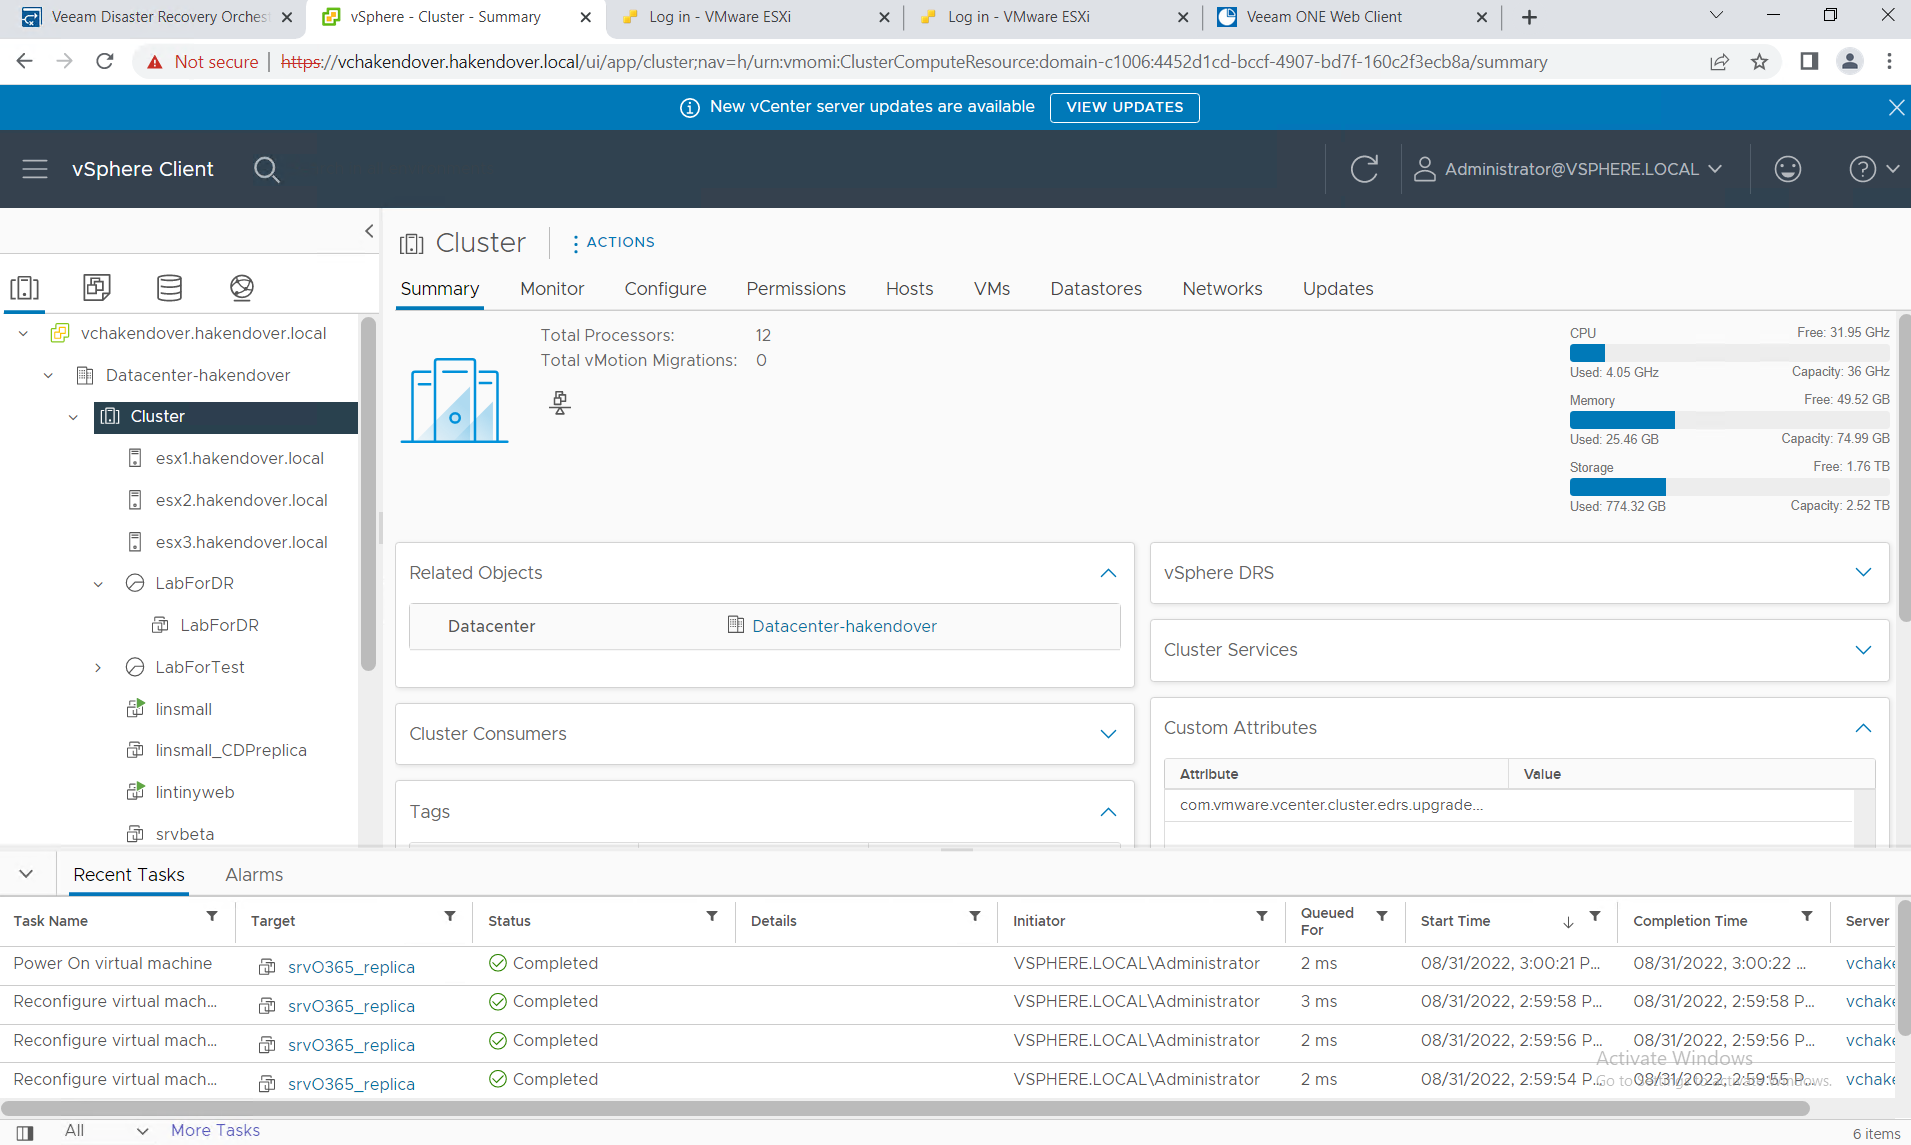 Veeam Disaster Recovery Orches
vSphere - Cluster - Summary
Log in - VMware ESXi
Log in - VMware ESXi
Veeam ONE Web Client
Not secure | https://vchakendover.hakendover.local/ui/app/cluster;nav=h/urn:vmomi:ClusterComputeResource:domain-c1006:4452d1cd-bccf-4907-bd7f-160c2f3ecb8a/summary
New vCenter server updates are available
VIEW UPDATES
vSphere Client
Administrator@VSPHERE.LOCAL
Cluster
ACTIONS
Summary Monitor Configure Permissions Hosts VMs Datastores Networks Updates
vchakendover.hakendover.local
Datacenter-hakendover
Cluster
esx1.hakendover.local
esx2.hakendover.local
esx3.hakendover.local
LabForDR
LabForDR
LabForTest
linsmall
linsmall_CDPreplica
lintinyweb
srvbeta
Total Processors: 12
Total vMotion Migrations: 0
CPU Free: 31.95 GHz
Used: 4.05 GHz Capacity: 36 GHz
Memory Free: 49.52 GB
Used: 25.46 GB Capacity: 74.99 GB
Storage Free: 1.76 TB
Used: 774.32 GB Capacity: 2.52 TB
Related Objects
Datacenter Datacenter-hakendover
Cluster Consumers
Tags
vSphere DRS
Cluster Services
Custom Attributes
Attribute Value
com.vmware.vcenter.cluster.edrs.upgrade...
Recent Tasks Alarms
Task Name Target Status Details Initiator Queued For Start Time Completion Time Server
Power On virtual machine srvO365_replica Completed VSPHERE.LOCAL\Administrator 2 ms 08/31/2022, 3:00:21 P... 08/31/2022, 3:00:22 ... vchake
Reconfigure virtual mach... srvO365_replica Completed VSPHERE.LOCAL\Administrator 3 ms 08/31/2022, 2:59:58 P... 08/31/2022, 2:59:58 P... vchake
Reconfigure virtual mach... srvO365_replica Completed VSPHERE.LOCAL\Administrator 2 ms 08/31/2022, 2:59:56 P... 08/31/2022, 2:59:56 P... vchake
Activate Windows
Reconfigure virtual mach... srvO365_replica Completed VSPHERE.LOCAL\Administrator 2 ms 08/31/2022, 2:59:54 P... 08/31/2022, 2:59:55 P... vchake
Go to Settings to activate Windows.
All More Tasks
6 items